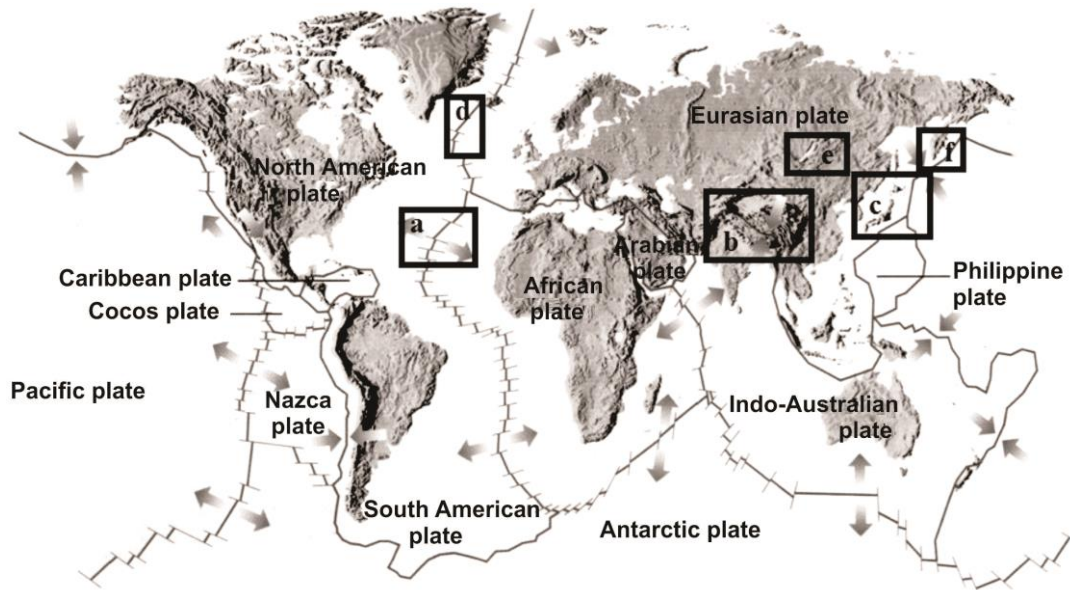 d
Eurasian plate
e
f
North American
plate
a
c
b
Arabian
plate
Caribbean plate
Cocos plate
African
plate
Philippine
plate
Pacific plate
Nazca
plate
Indo-Australian
plate
South American
plate
Antarctic plate